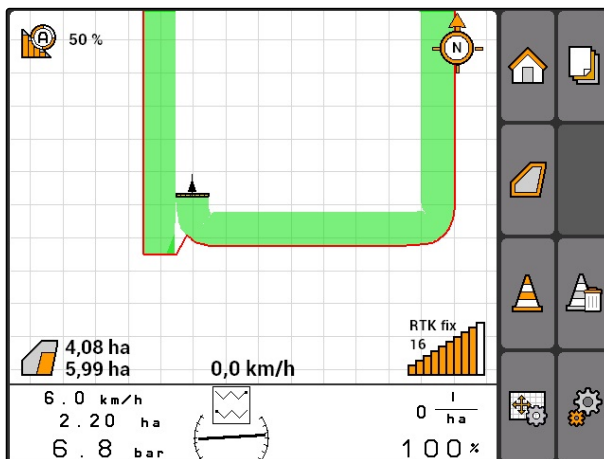 A
50 %
N
RTK fix
16
4,08 ha
5,99 ha
0,0 km/h
6.0 km/h
2.20 ha
6.8 bar
0 l/ha
100%